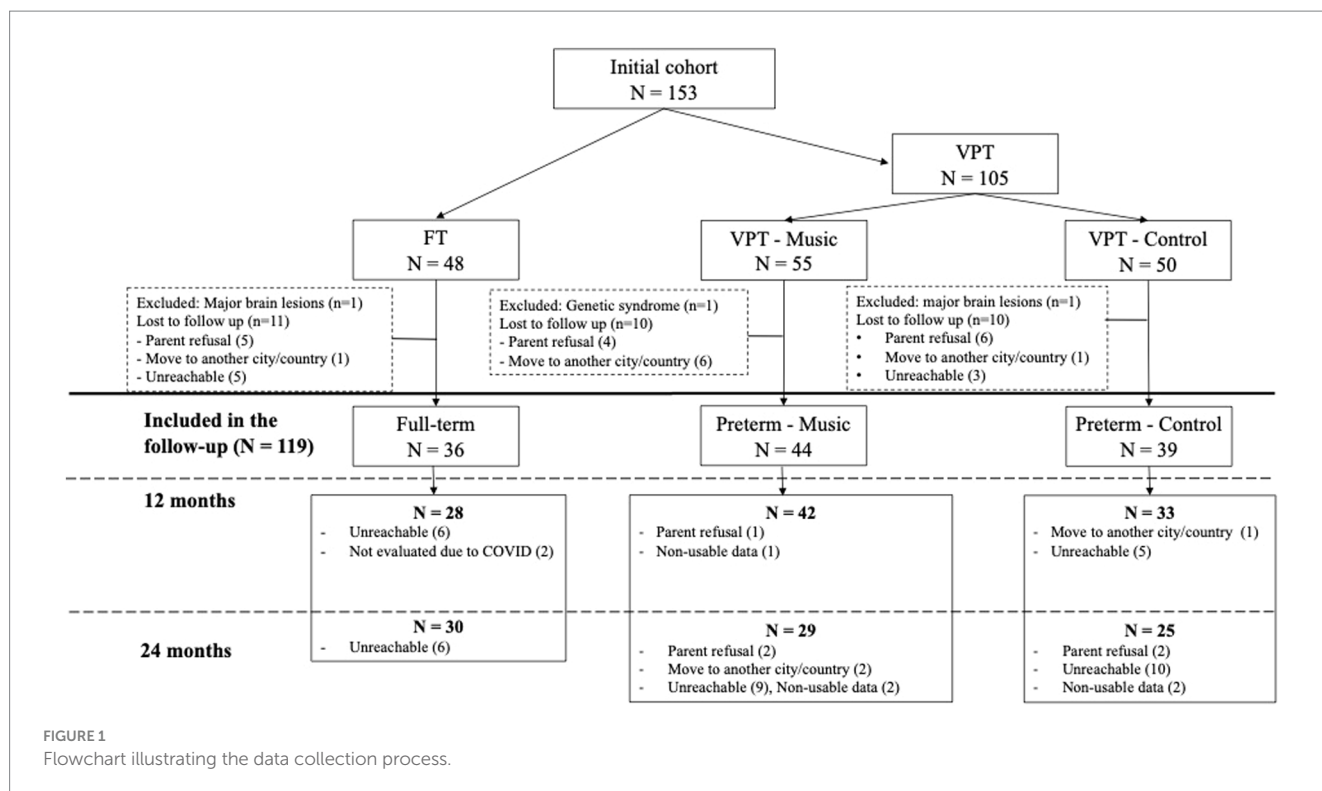 Initial cohort
N = 153
VPT
N = 105
FT
N = 48
VPT - Music
N = 55
VPT - Control
N = 50
Excluded: Major brain lesions (n=1)
Lost to follow up (n=11)
- Parent refusal (5)
- Move to another city/country (1)
- Unreachable (5)
Excluded: Genetic syndrome (n=1)
Lost to follow up (n=10)
- Parent refusal (4)
- Move to another city/country (6)
Excluded: major brain lesions (n=1)
Lost to follow up (n=10)
• Parent refusal (6)
• Move to another city/country (1)
• Unreachable (3)
Included in the
follow-up (N = 119)
Full-term
N = 36
Preterm - Music
N = 44
Preterm - Control
N = 39
12 months
N = 28
- Unreachable (6)
- Not evaluated due to COVID (2)
N = 42
- Parent refusal (1)
- Non-usable data (1)
N = 33
- Move to another city/country (1)
- Unreachable (5)
24 months
N = 30
- Unreachable (6)
N = 29
- Parent refusal (2)
- Move to another city/country (2)
- Unreachable (9), Non-usable data (2)
N = 25
- Parent refusal (2)
- Unreachable (10)
- Non-usable data (2)
FIGURE 1
Flowchart illustrating the data collection process.